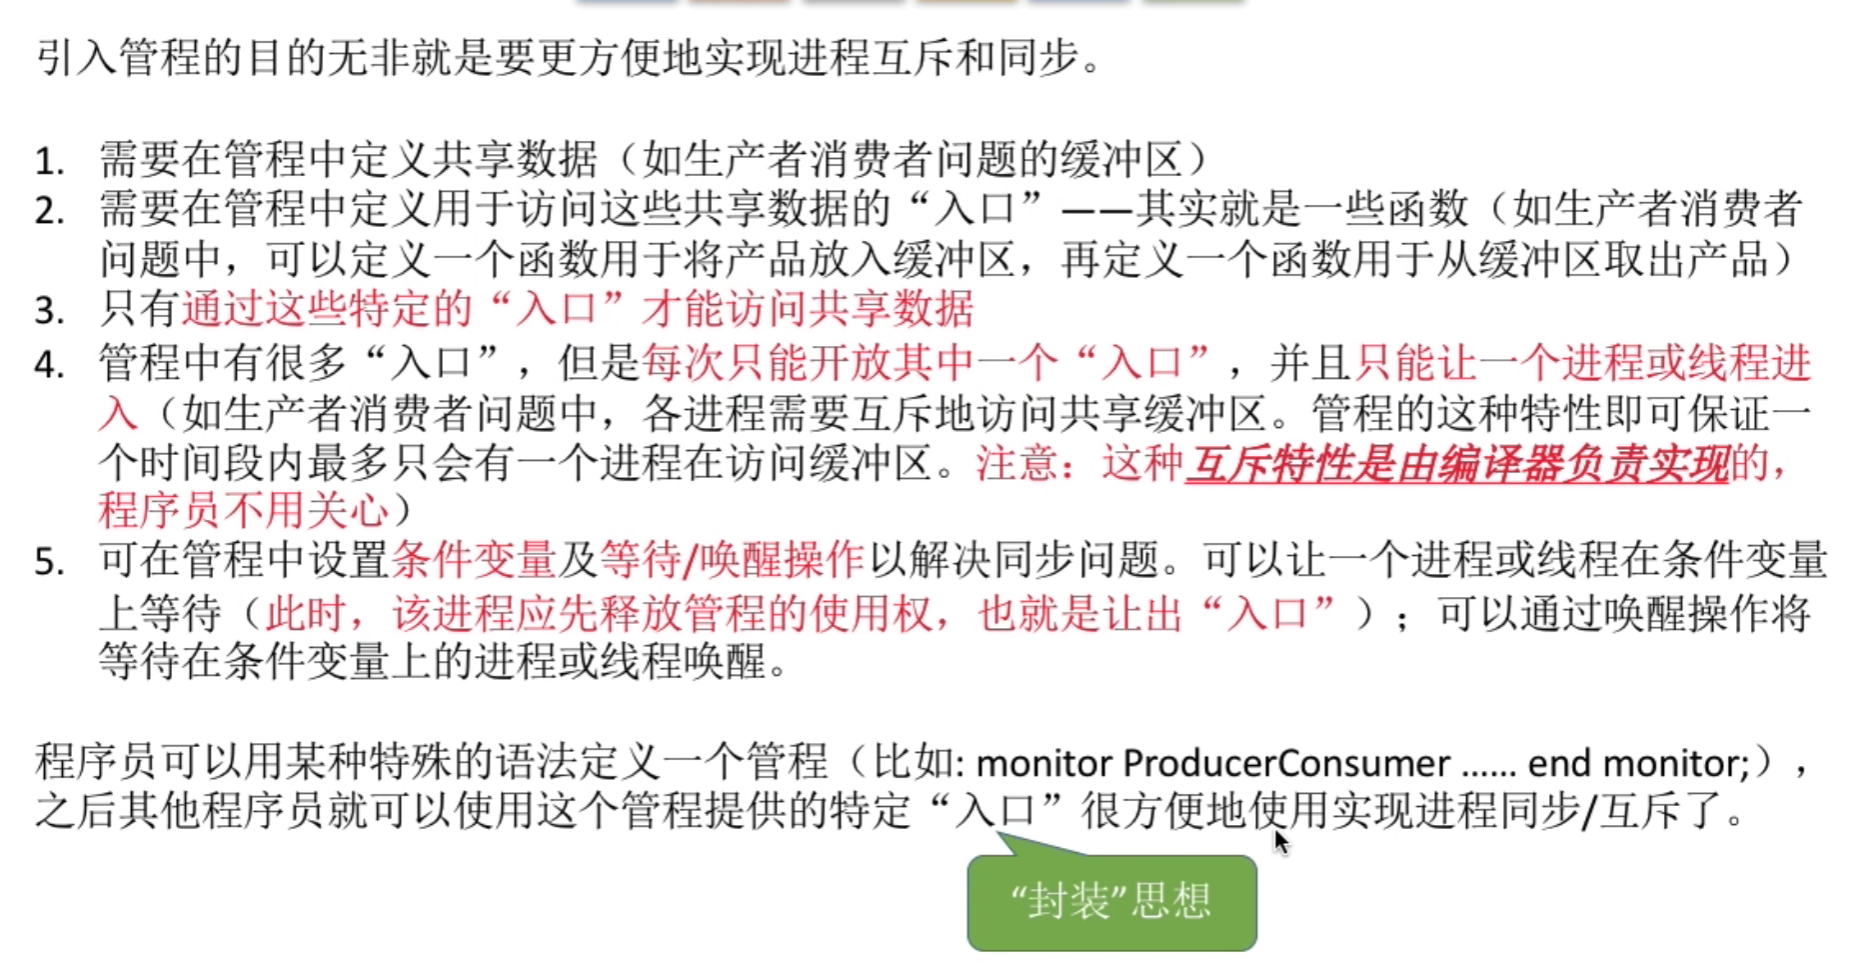 引入管程的目的无非就是要更方便地实现进程互斥和同步。
1. 需要在管程中定义共享数据（如生产者消费者问题的缓冲区）
2. 需要在管程中定义用于访问这些共享数据的“入口”——其实就是一些函数（如生产者消费者
问题中，可以定义一个函数用于将产品放入缓冲区，再定义一个函数用于从缓冲区取出产品）
3. 只有通过这些特定的“入口”才能访问共享数据
4. 管程中有很多“入口”，但是每次只能开放其中一个“入口”，并且只能让一个进程或线程进
入（如生产者消费者问题中，各进程需要互斥地访问共享缓冲区。管程的这种特性即可保证一
个时间段内最多只会有一个进程在访问缓冲区。注意：这种互斥特性是由编译器负责实现的，
程序员不用关心）
5. 可在管程中设置条件变量及等待/唤醒操作以解决同步问题。可以让一个进程或线程在条件变量
上等待（此时，该进程应先释放管程的使用权，也就是让出“入口”）；可以通过唤醒操作将
等待在条件变量上的进程或线程唤醒。
程序员可以用某种特殊的语法定义一个管程（比如: monitor ProducerConsumer …… end monitor;），
之后其他程序员就可以使用这个管程提供的特定“入口”很方便地使用实现进程同步/互斥了。
“封装”思想